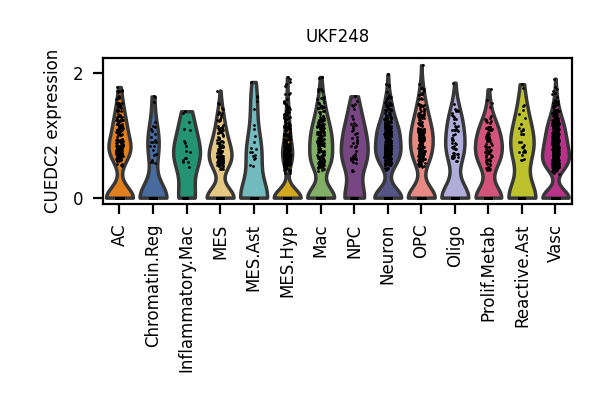 UKF248
CUEDC2 expression
2
0
AC
Chromatin.Reg
Inflammatory.Mac
MES
MES.Ast
MES.Hyp
Mac
NPC
Neuron
OPC
Oligo
Prolif.Metab
Reactive.Ast
Vasc